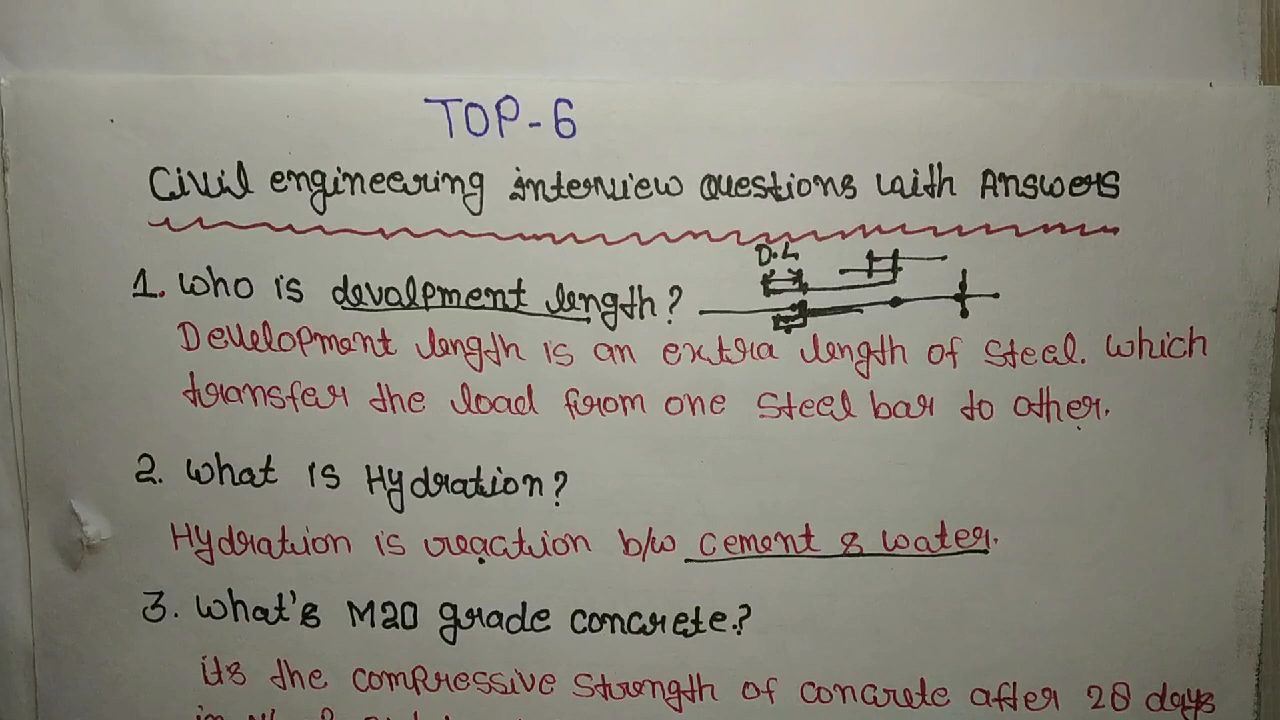 TOP-6
Civil engineering interview questions with Answers
D.L
1. Who is devalpment length?
Development length is an extra length of steal. which
transfer the load from one steel bar to other.
2. What is Hydration?
Hydration is reaction b/w cement & water.
3. What's M20 grade concrete?
its the compressive strength of concrete after 28 days